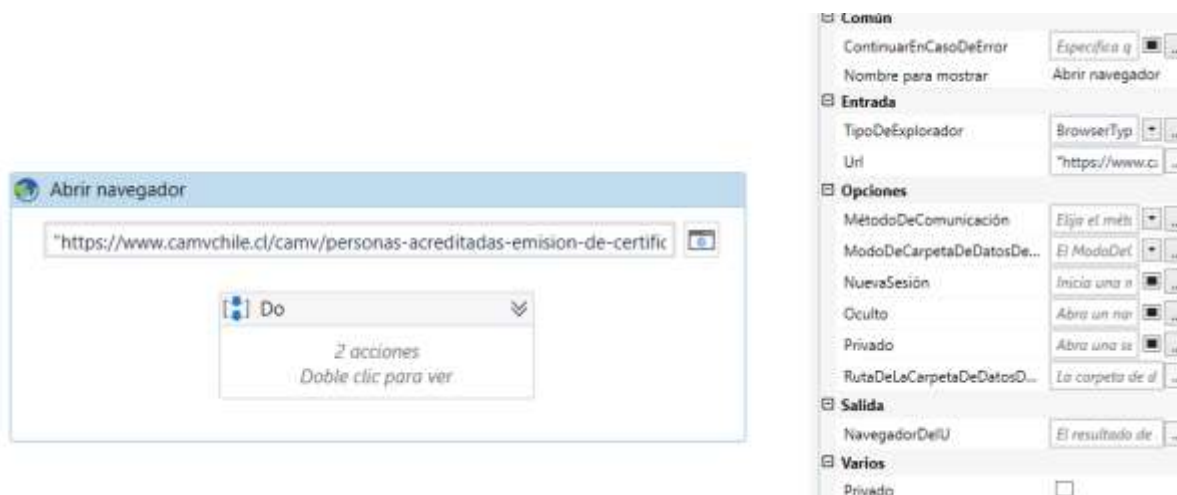 Abrir navegador
"https://www.camvchile.cl/camv/personas-acreditadas-emision-de-certific
Do
2 acciones
Doble clic para ver
Común
ContinuarEnCasoDeError Especifica q ...
Nombre para mostrar Abrir navegador
Entrada
TipoDeExplorador BrowserTyp ...
Url "https://www.ca ...
Opciones
MétodoDeComunicación Elija el méto ...
ModoDeCarpetaDeDatosDe... El ModoDeC ...
NuevaSesión Inicia una n ...
Oculto Abra un nav ...
Privado Abra una se ...
RutaDeLaCarpetaDeDatosD... La carpeta de d ...
Salida
NavegadorDeIU El resultado de ...
Varios
Privado